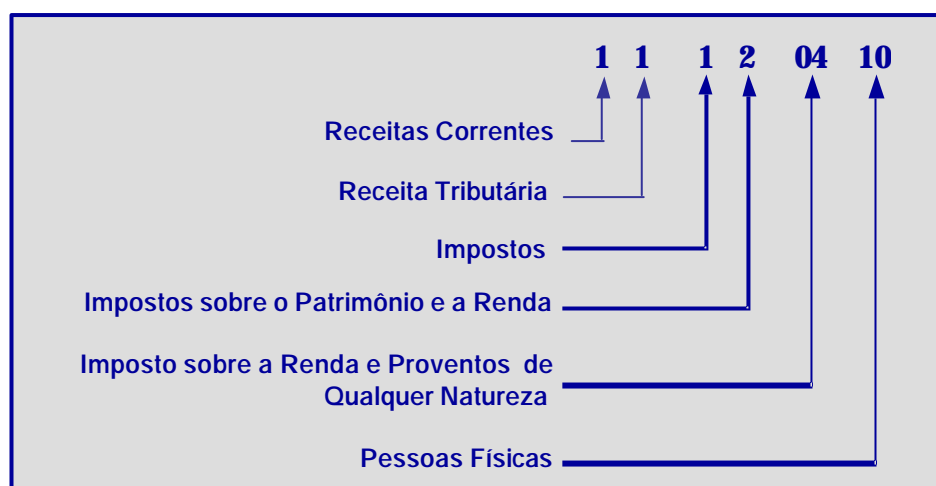 1 1 1 2 04 10
Receitas Correntes
Receita Tributária
Impostos
Impostos sobre o Patrimônio e a Renda
Imposto sobre a Renda e Proventos de
Qualquer Natureza
Pessoas Físicas